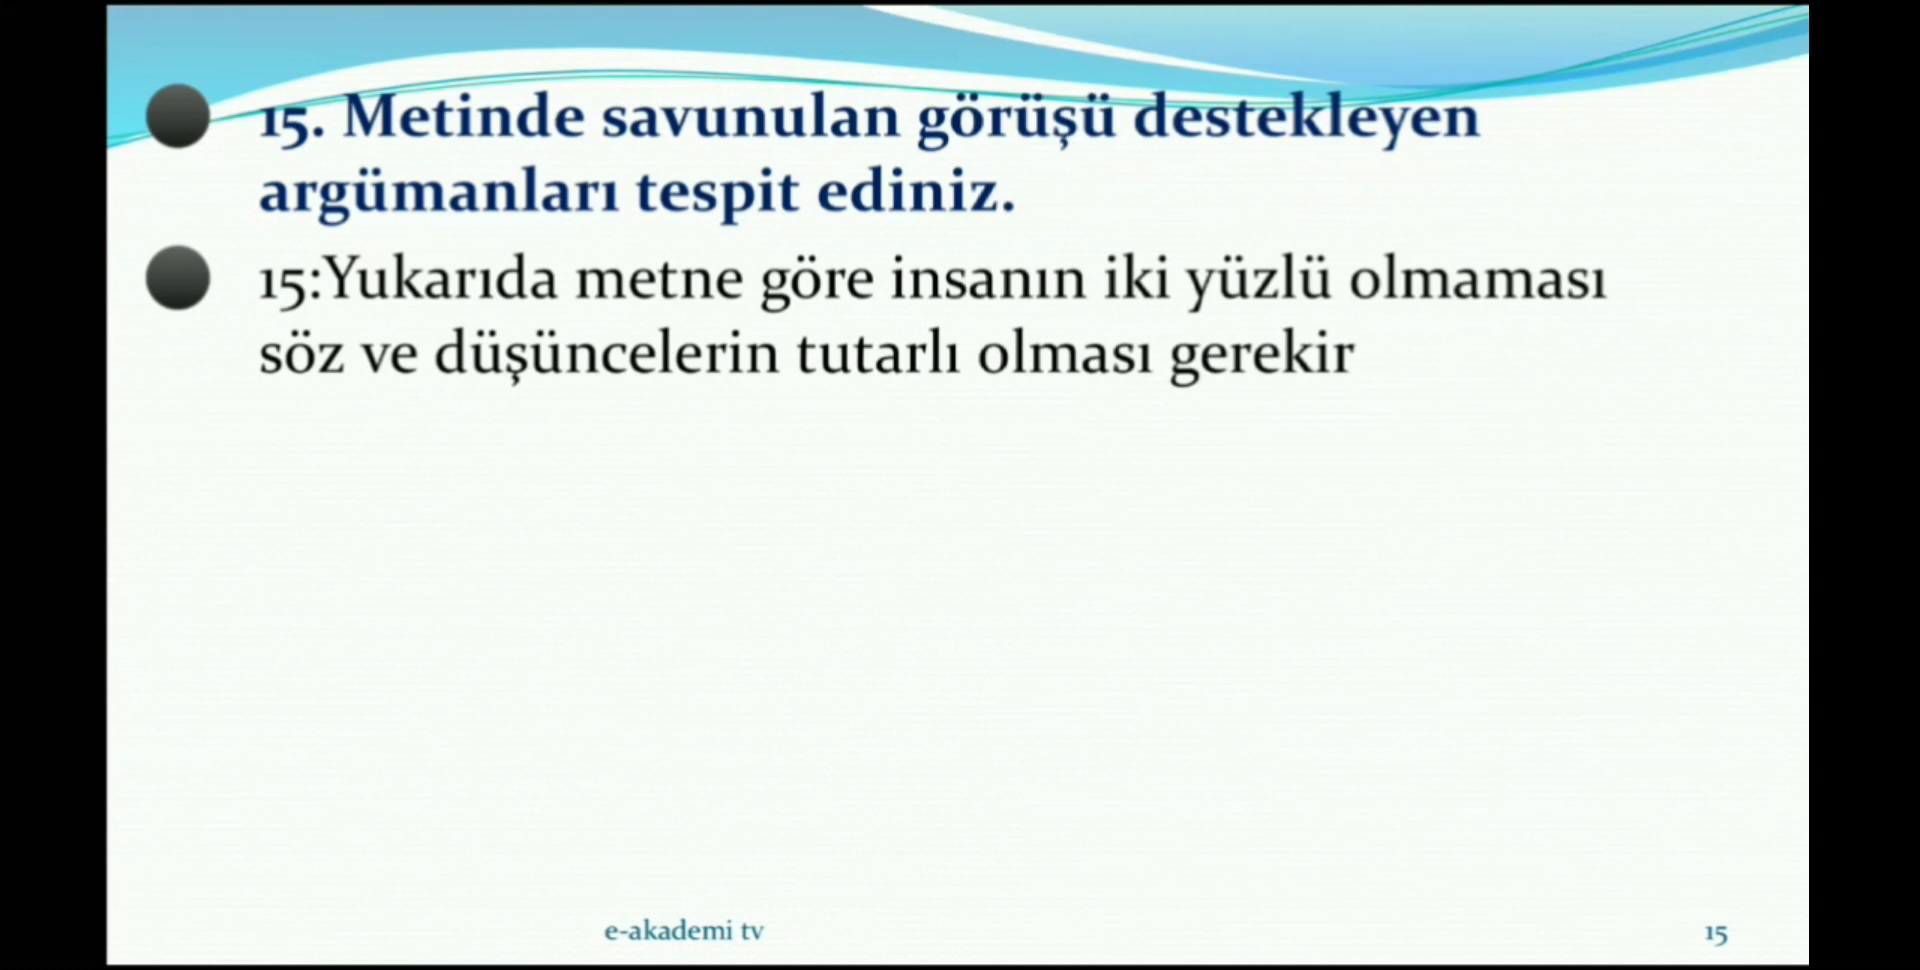 15. Metinde savunulan görüşü destekleyen
argümanları tespit ediniz.
15:Yukarıda metne göre insanın iki yüzlü olmaması
söz ve düşüncelerin tutarlı olması gerekir
e-akademi tv
15